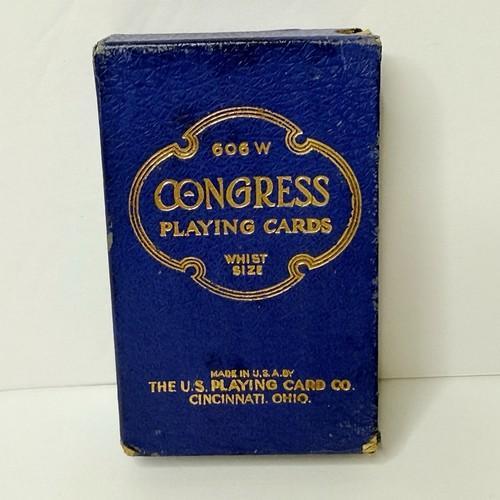 606 W
CONGRESS
PLAYING CARDS
WHIST
SIZE
MADE IN U.S.A. BY
THE U.S. PLAYING CARD CO.
CINCINNATI, OHIO.